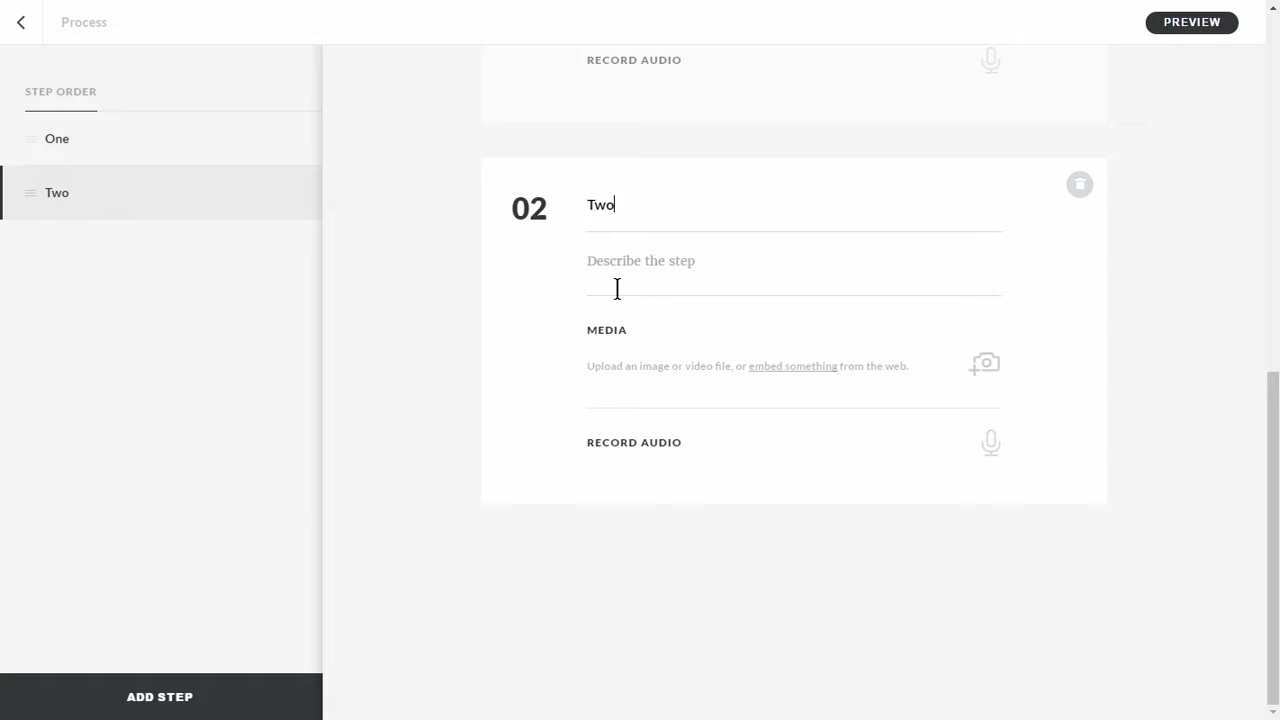 Process
PREVIEW
STEP ORDER
One
Two
ADD STEP
RECORD AUDIO
02
Two
Describe the step
MEDIA
Upload an image or video file, or embed something from the web.
RECORD AUDIO